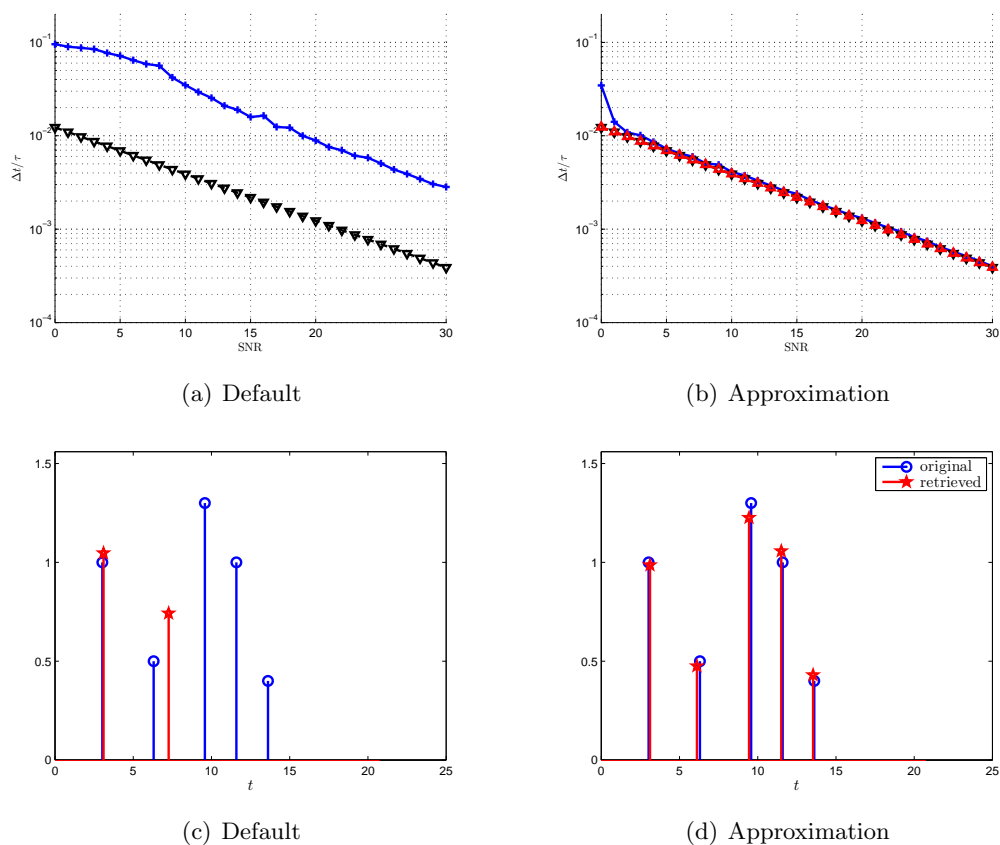 10⁻¹
10⁻²
10⁻³
10⁻⁴
Δt/τ
0 5 10 15 20 25 30
SNR
(a) Default
10⁻¹
10⁻²
10⁻³
10⁻⁴
Δt/τ
0 5 10 15 20 25 30
SNR
(b) Approximation
1.5
1
0.5
0
0 5 10 15 20 25
t
(c) Default
original
retrieved
1.5
1
0.5
0
0 5 10 15 20 25
t
(d) Approximation